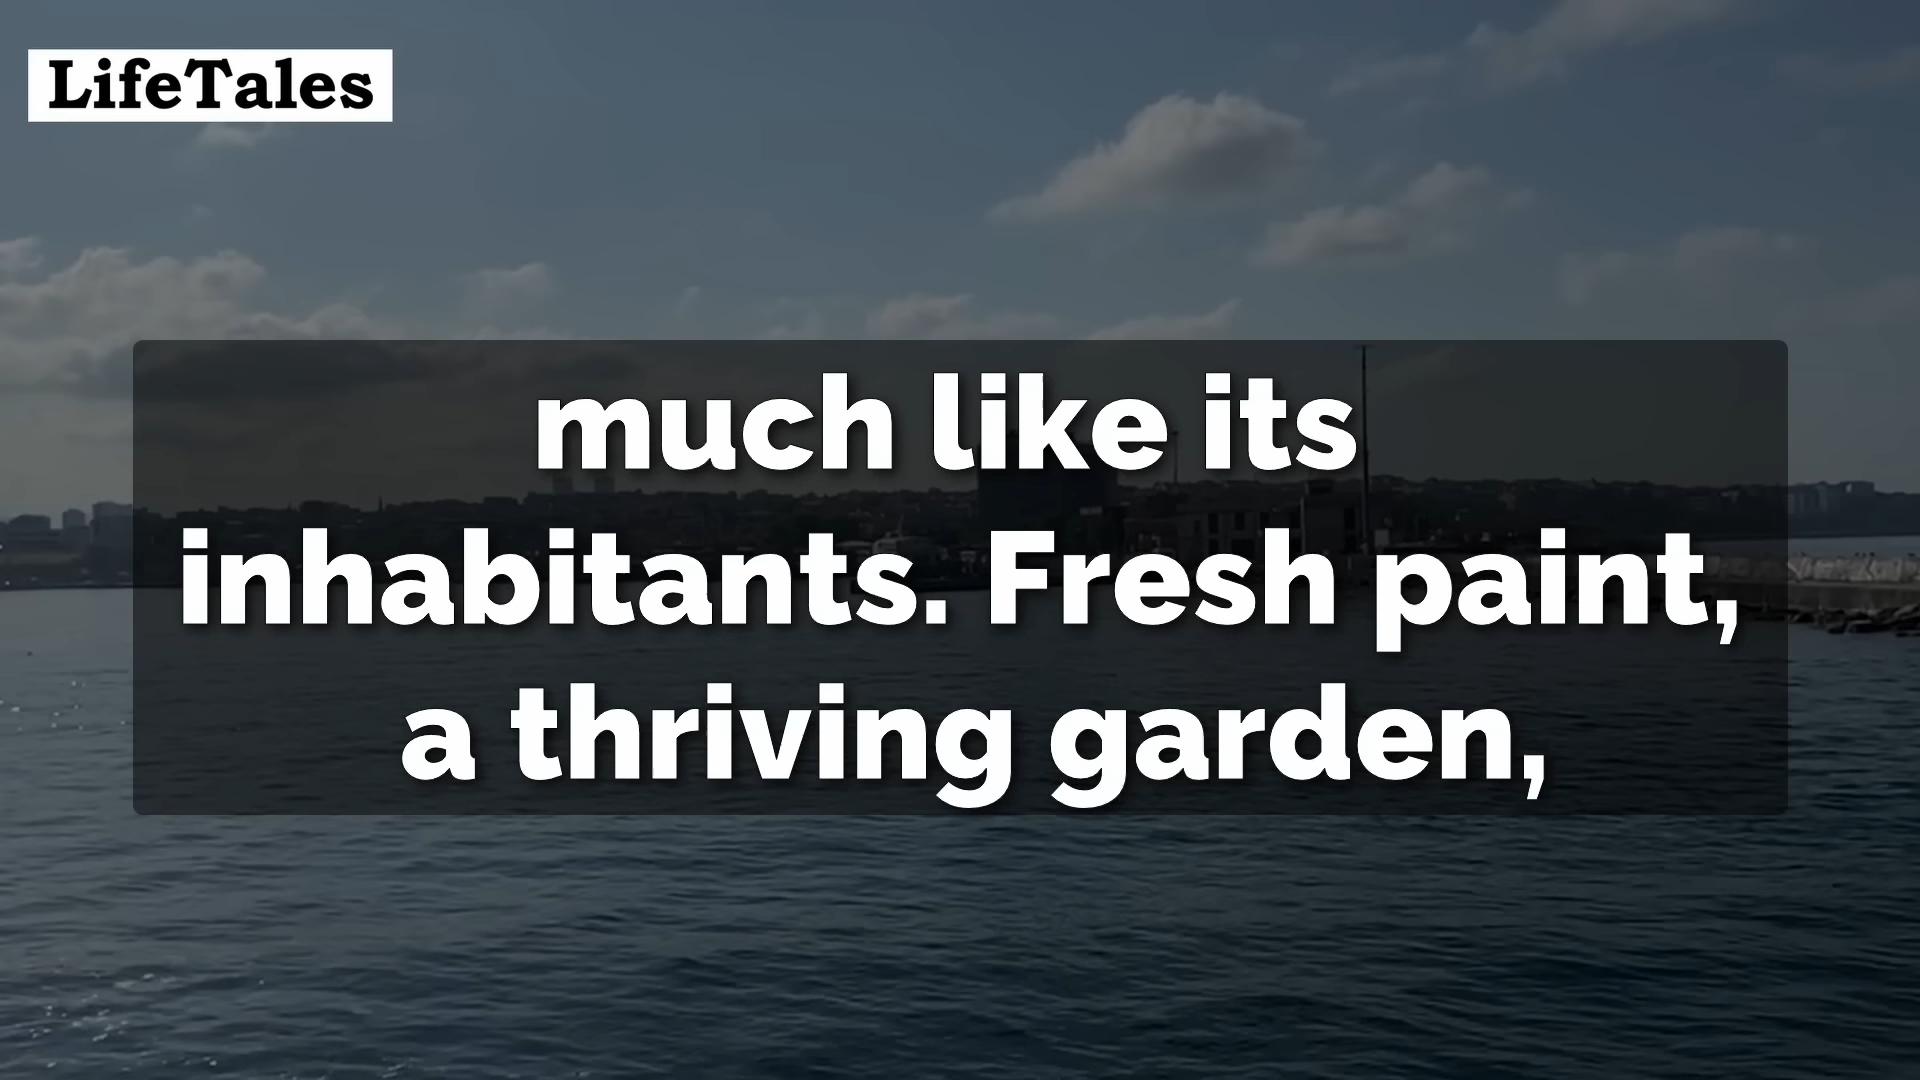 LifeTales
much like its
inhabitants. Fresh paint,
a thriving garden,